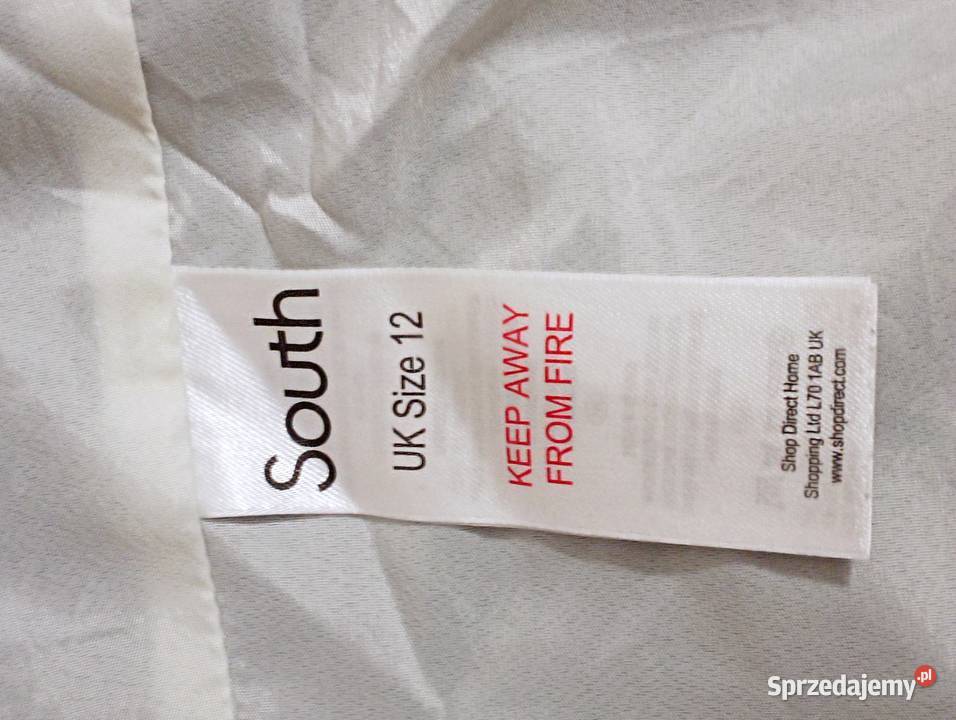 South
UK Size 12
KEEP AWAY
FROM FIRE
Shop Direct Home
Shopping Ltd L70 1AB UK
www.shopdirect.com
Sprzedajemy.pl